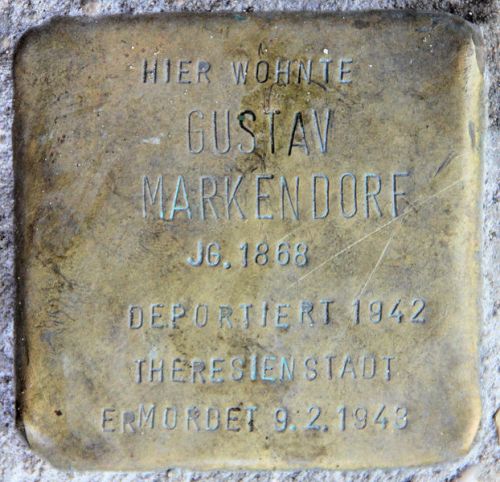 HIER WOHNTE
GUSTAV
MARKENDORF
JG. 1868
DEPORTIERT 1942
THERESIENSTADT
ERMORDET 9.2.1943